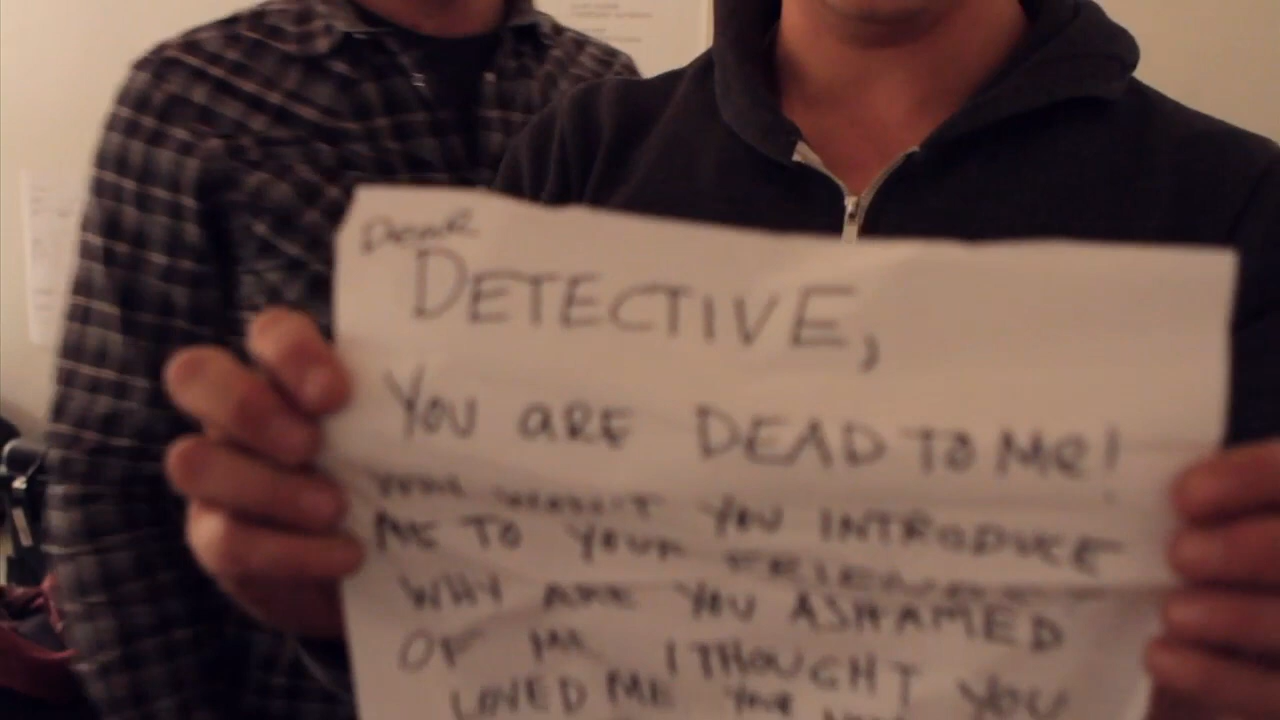 Dear
DETECTIVE,
YOU ARE DEAD TO ME!
YOU INTRODUCE
ME TO YOUR FRIENDS
WHY ARE YOU ASHAMED
OF ME I THOUGHT YOU
LOVED ME